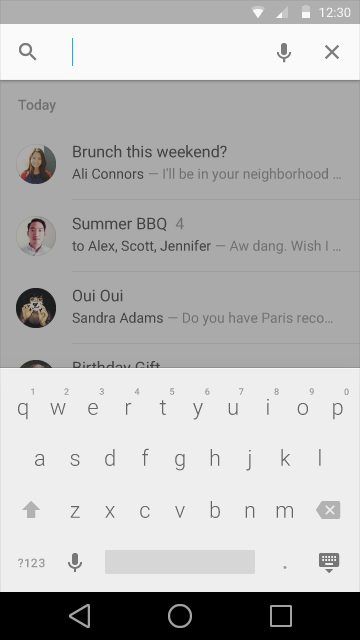 12:30
Today
Brunch this weekend?
Ali Connors — I'll be in your neighborhood ...
Summer BBQ 4
to Alex, Scott, Jennifer — Aw dang. Wish I ...
Oui Oui
Sandra Adams — Do you have Paris reco...
Birthday Gift
1 2 3 4 5 6 7 8 9 0
q w e r t y u i o p
a s d f g h j k l
z x c v b n m
?123 .